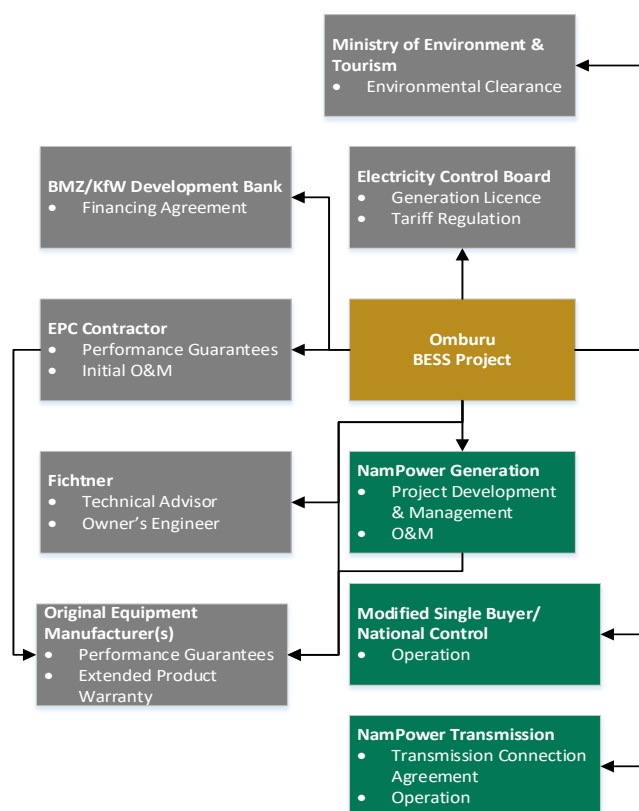 Ministry of Environment &
Tourism
• Environmental Clearance
BMZ/KfW Development Bank
• Financing Agreement
Electricity Control Board
• Generation Licence
• Tariff Regulation
EPC Contractor
• Performance Guarantees
• Initial O&M
Omburu
BESS Project
Fichtner
• Technical Advisor
• Owner's Engineer
NamPower Generation
• Project Development
& Management
• O&M
Original Equipment
Manufacturer(s)
• Performance Guarantees
• Extended Product
Warranty
Modified Single Buyer/
National Control
• Operation
NamPower Transmission
• Transmission Connection
Agreement
• Operation